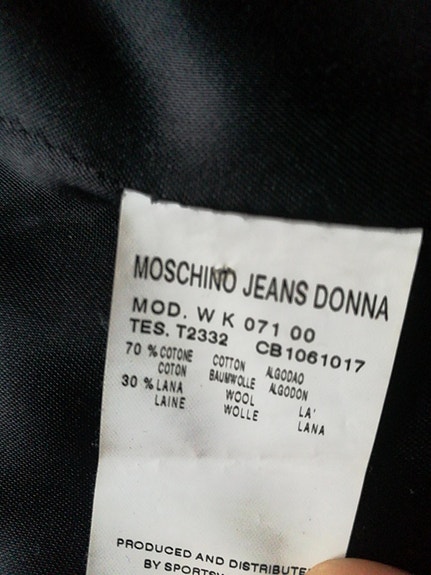 MOSCHINO JEANS DONNA
MOD. W K 071 00
TES. T2332 CB1061017
70 % COTONE COTTON ALGODAO
COTON BAUMWOLLE ALGODON
30 % LANA WOOL LA'
LAINE WOLLE LANA
PRODUCED AND DISTRIBUTE
BY